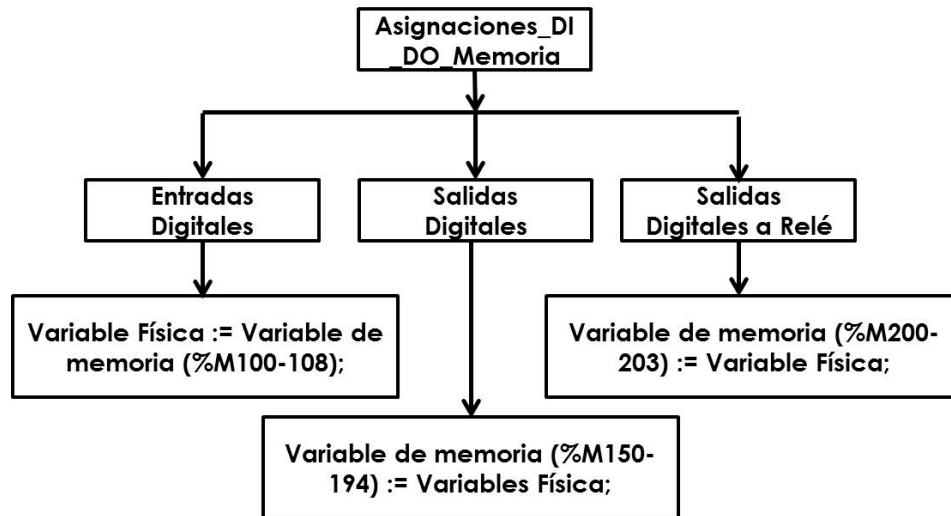 Asignaciones_DI
_DO_Memoria
Entradas
Digitales
Salidas
Digitales
Salidas
Digitales a Relé
Variable Física := Variable de
memoria (%M100-108);
Variable de memoria (%M200-
203) := Variable Física;
Variable de memoria (%M150-
194) := Variables Física;